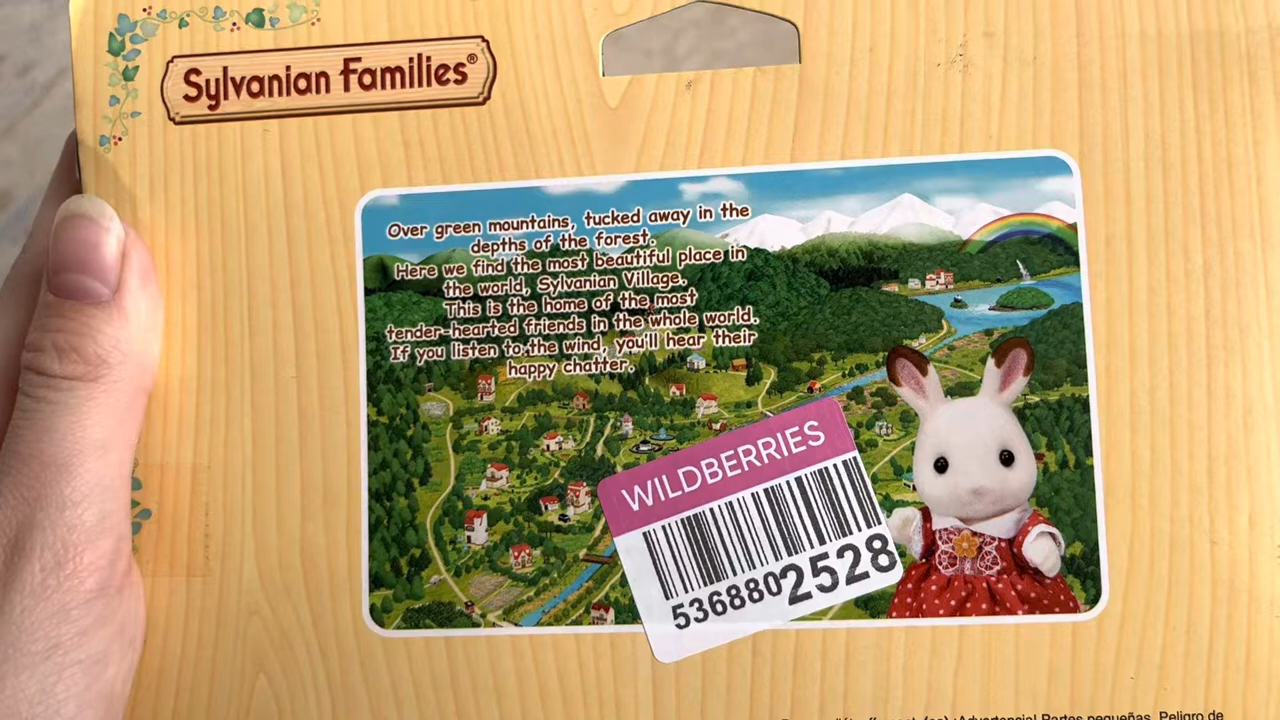 Sylvanian Families®
Over green mountains, tucked away in the
depths of the forest.
Here we find the most beautiful place in
the world, Sylvanian Village.
This is the home of the most
tender-hearted friends in the whole world.
If you listen to the wind, you'll hear their
happy chatter.
WILDBERRIES
5368802528
(es) ¡Advertencia! Partes pequeñas. Peligro de